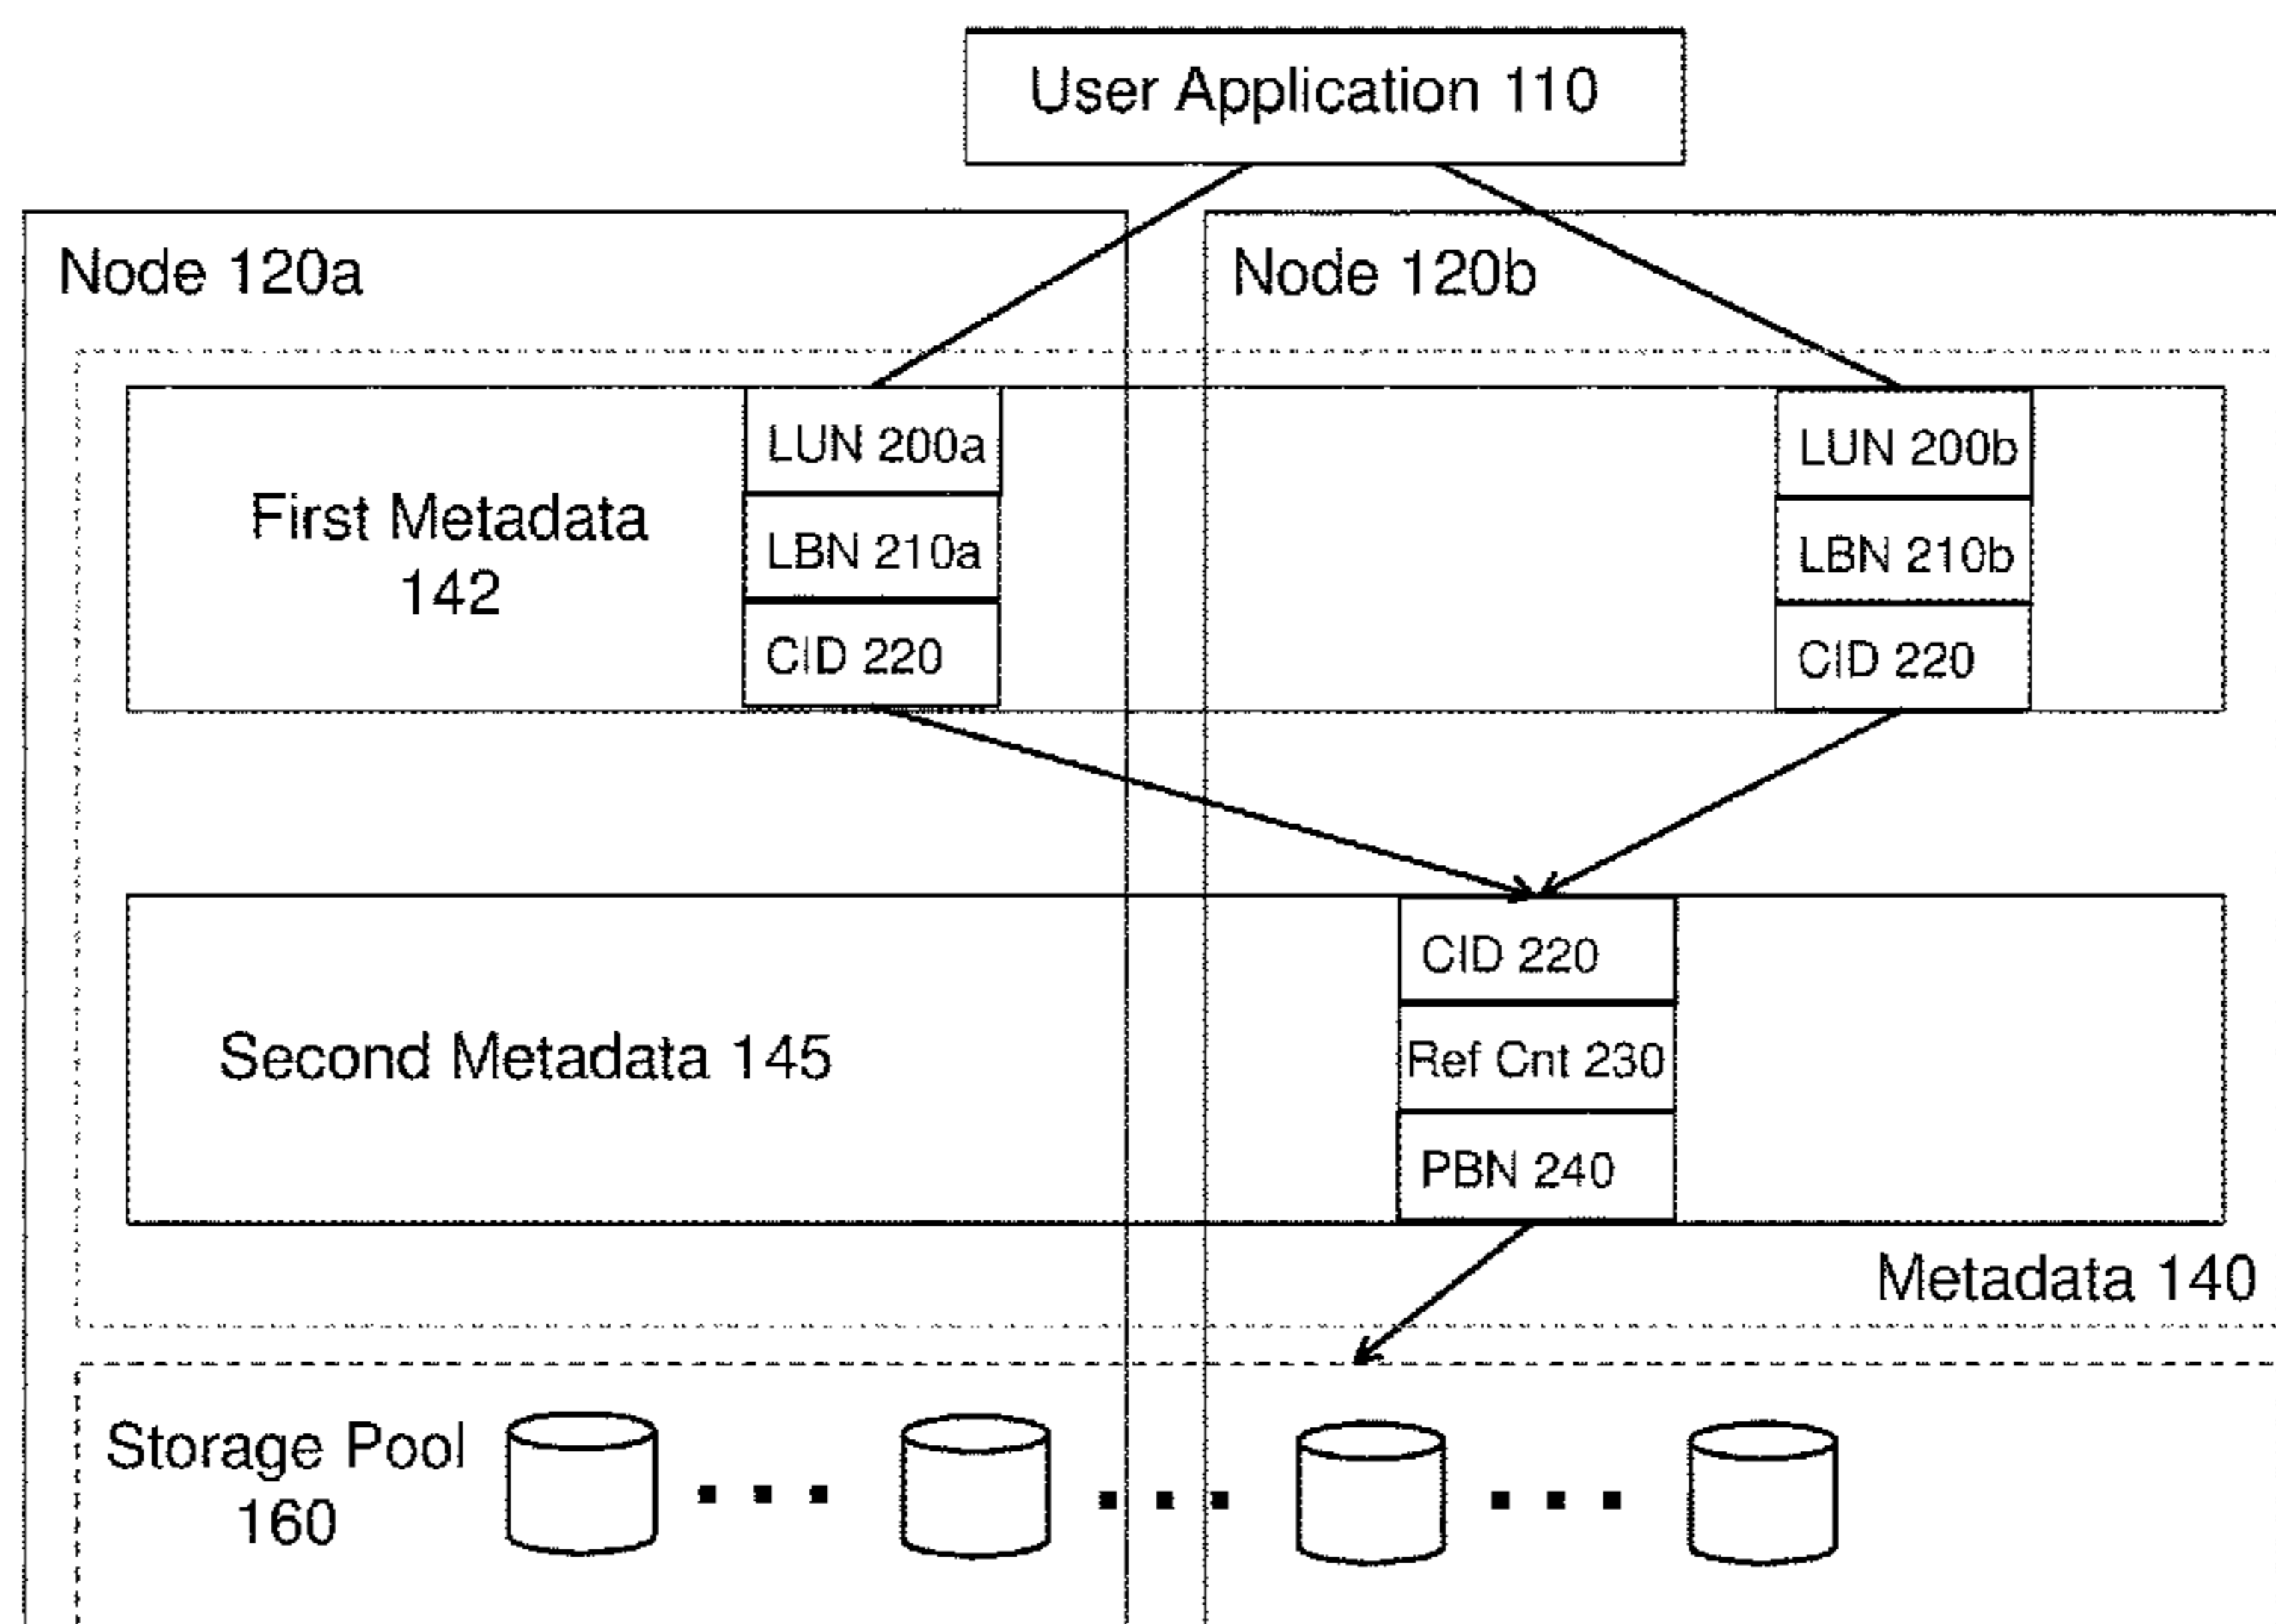 User Application 110
Node 120a
Node 120b
First Metadata
142
LUN 200a
LBN 210a
CID 220
LUN 200b
LBN 210b
CID 220
Second Metadata 145
CID 220
Ref Cnt 230
PBN 240
Metadata 140
Storage Pool
160